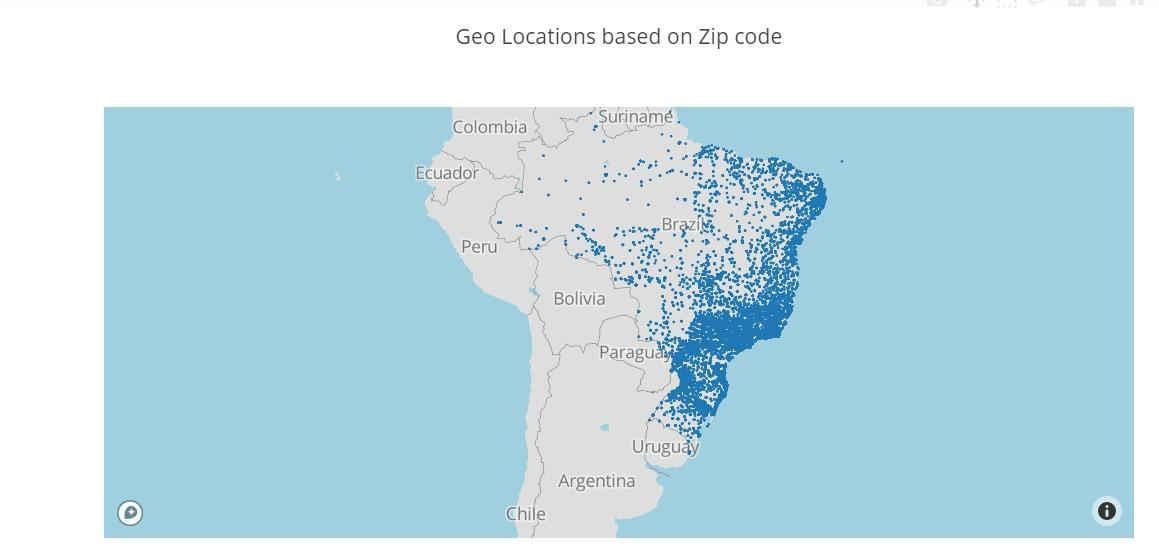 Geo Locations based on Zip code
Suriname
Colombia
Ecuador
Brazil
Peru
Bolivia
Paraguay
Uruguay
Argentina
Chile